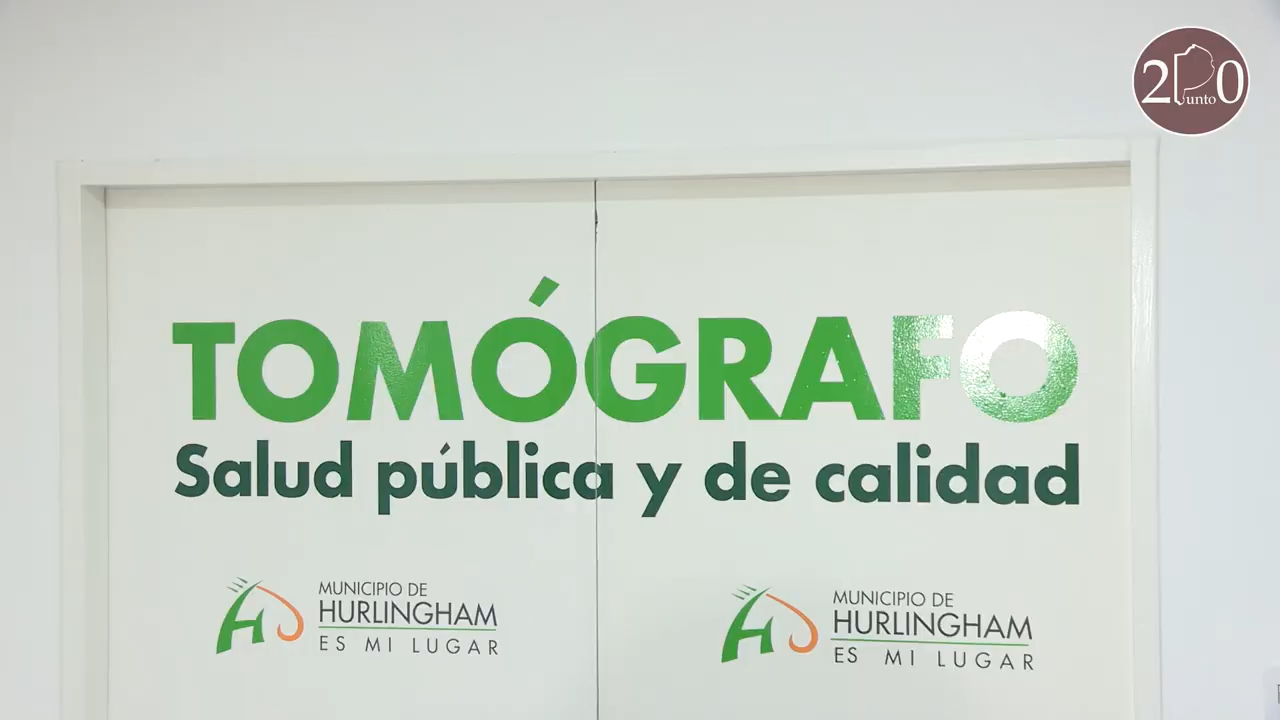 2Punto0
TOMÓGRAFO
Salud pública y de calidad
MUNICIPIO DE
HURLINGHAM
ES MI LUGAR
MUNICIPIO DE
HURLINGHAM
ES MI LUGAR